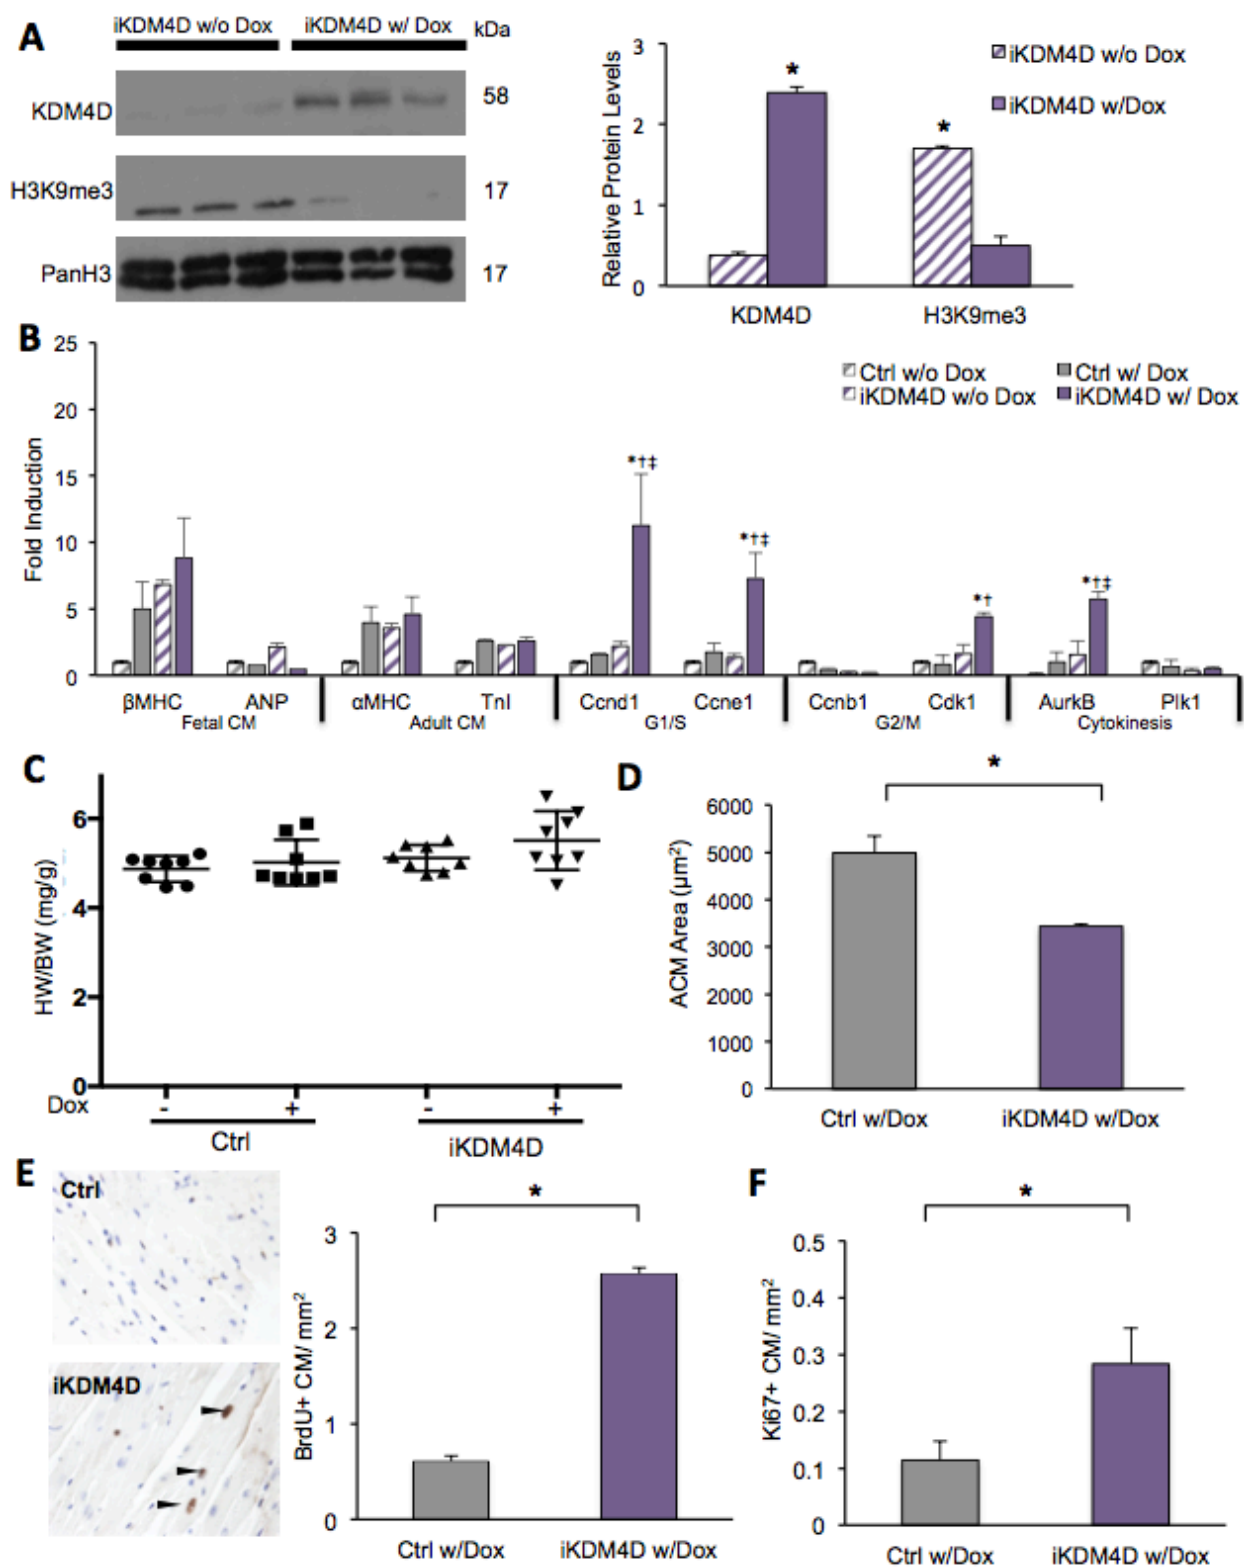 A
iKDM4D w/o Dox iKDM4D w/ Dox kDa
KDM4D 58
H3K9me3 17
PanH3 17
Relative Protein Levels
3
2
1
0
* *
KDM4D H3K9me3
iKDM4D w/o Dox
iKDM4D w/Dox
B
Fold Induction
25
20
15
10
5
0
Ctrl w/o Dox Ctrl w/ Dox
iKDM4D w/o Dox iKDM4D w/ Dox
*†‡ *†‡ *† *†‡
βMHC ANP αMHC TnI Ccnd1 Ccne1 Ccnb1 Cdk1 AurkB Plk1
Fetal CM Adult CM G1/S G2/M Cytokinesis
C
HW/BW (mg/g)
6
4
2
0
Dox - + - +
Ctrl iKDM4D
D
*
ACM Area (µm²)
6000
5000
4000
3000
2000
1000
0
Ctrl w/Dox iKDM4D w/Dox
E
Ctrl
iKDM4D
*
BrdU+ CM/ mm²
3
2
1
0
Ctrl w/Dox iKDM4D w/Dox
F
*
Ki67+ CM/ mm²
0.5
0.4
0.3
0.2
0.1
0
Ctrl w/Dox iKDM4D w/Dox